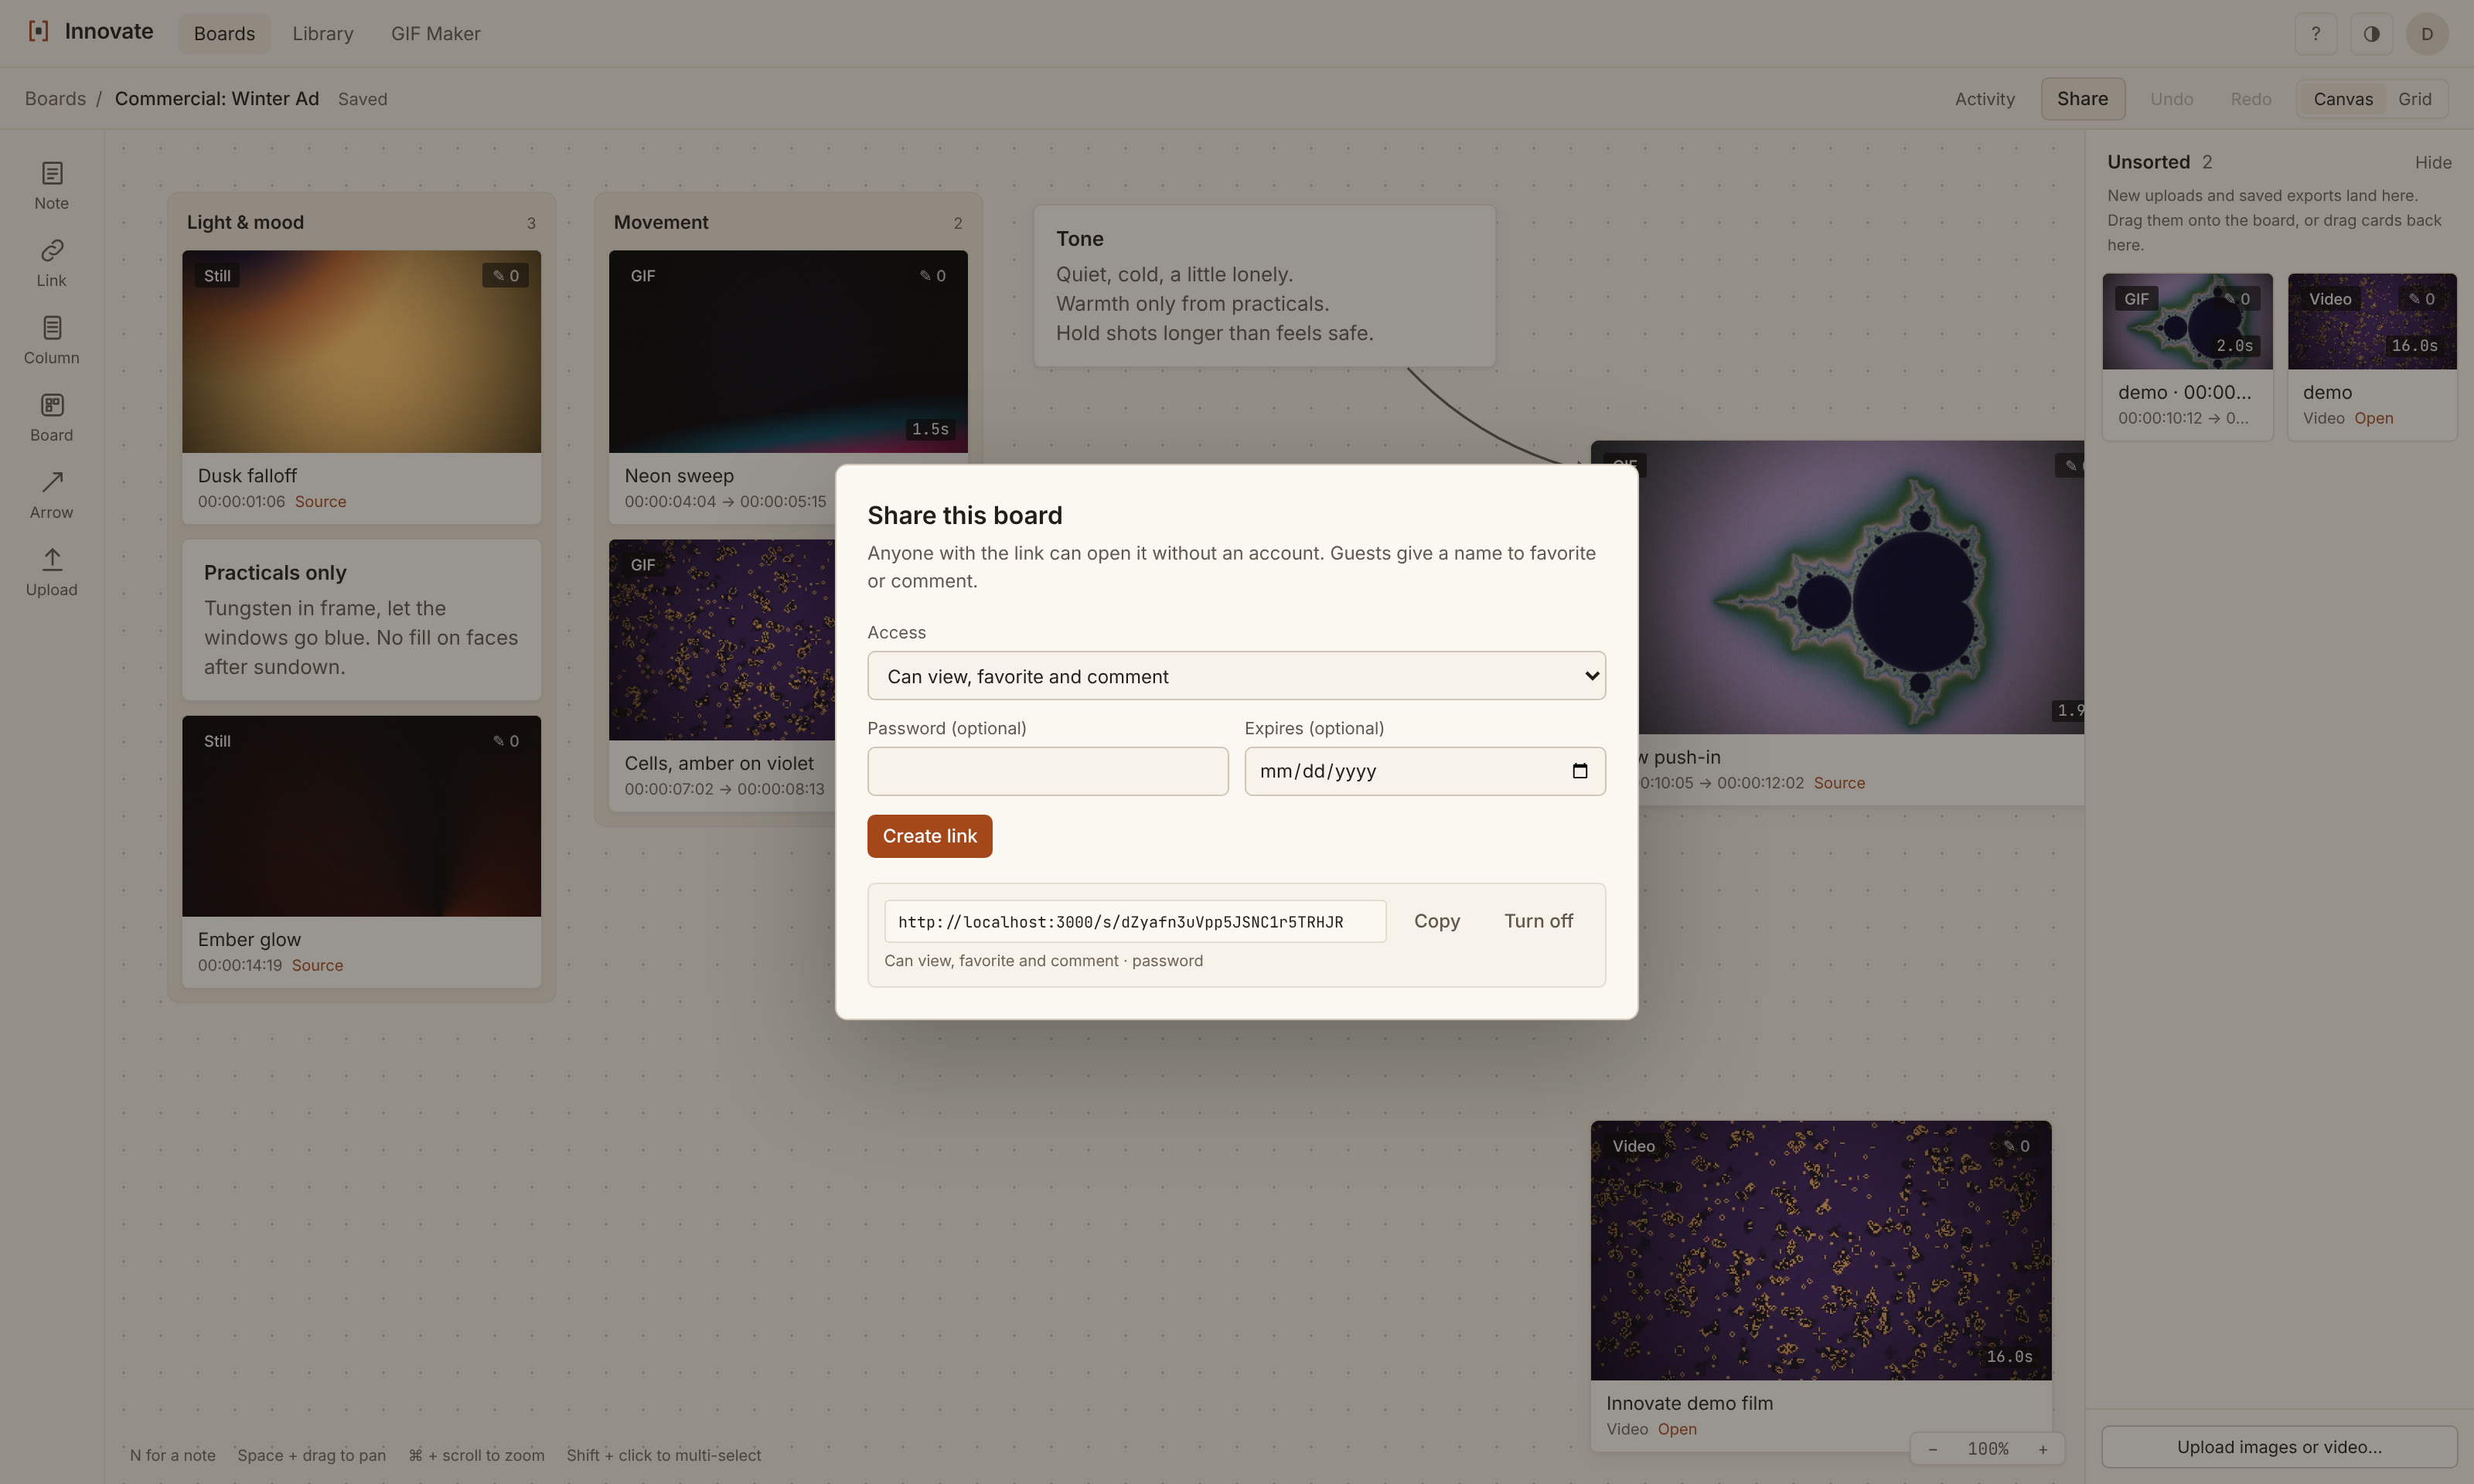 Innovate
Boards
Library
GIF Maker
?
D
Boards / Commercial: Winter Ad Saved
Activity
Share
Undo
Redo
Canvas
Grid
Note
Link
Column
Board
Arrow
Upload
Light & mood 3
Still
✎ 0
Dusk falloff
00:00:01:06 Source
Practicals only
Tungsten in frame, let the
windows go blue. No fill on faces
after sundown.
Still
✎ 0
Ember glow
00:00:14:19 Source
Movement 2
GIF
✎ 0
1.5s
Neon sweep
00:00:04:04 → 00:00:05:15
GIF
Cells, amber on violet
00:00:07:02 → 00:00:08:13
Tone
Quiet, cold, a little lonely.
Warmth only from practicals.
Hold shots longer than feels safe.
GIF
✎
1.9
push-in
0:10:05 → 00:00:12:02 Source
Share this board
Anyone with the link can open it without an account. Guests give a name to favorite
or comment.
Access
Can view, favorite and comment
Password (optional)
Expires (optional)
mm/dd/yyyy
Create link
http://localhost:3000/s/dZyafn3uVpp5JSNC1r5TRHJR
Copy
Turn off
Can view, favorite and comment · password
Video
✎ 0
16.0s
Innovate demo film
Video Open
Unsorted 2
Hide
New uploads and saved exports land here.
Drag them onto the board, or drag cards back
here.
GIF
✎ 0
2.0s
demo · 00:00...
00:00:10:12 → 0...
Video
✎ 0
16.0s
demo
Video Open
N for a note
Space + drag to pan
⌘ + scroll to zoom
Shift + click to multi-select
− 100% +
Upload images or video...